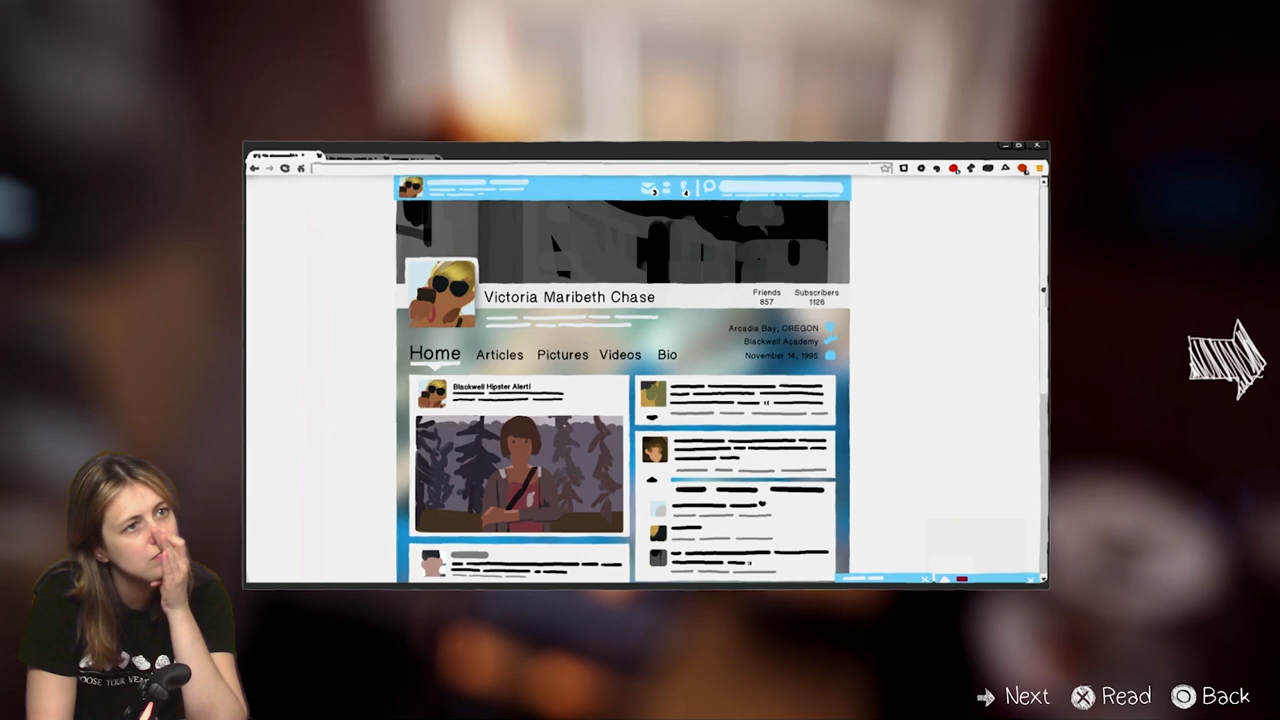 Victoria Maribeth Chase
Friends
857
Subscribers
1126
Arcadia Bay, OREGON
Blackwell Academy
November 14, 1995
Home Articles Pictures Videos Bio
Blackwell Hipster Alert!
Next Read Back